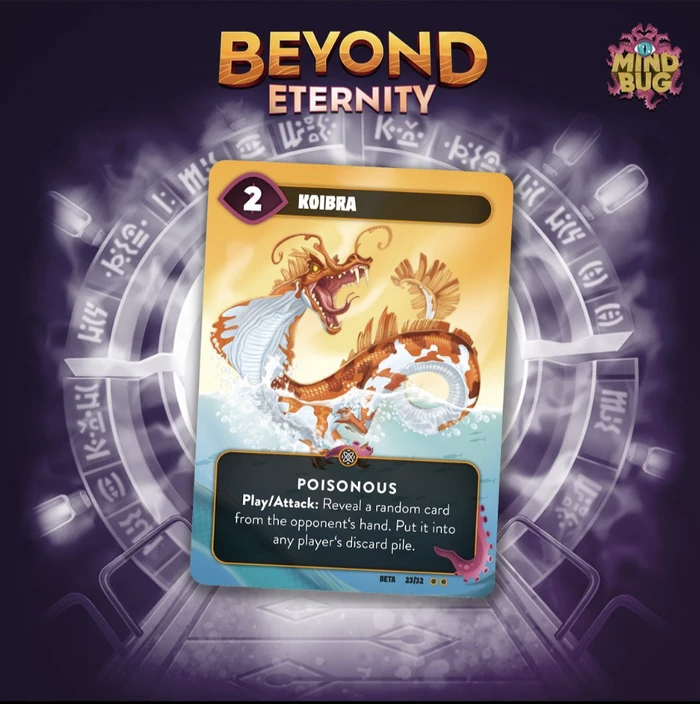 BEYOND
ETERNITY
MIND
BUG
2 KOIBRA
POISONOUS
Play/Attack: Reveal a random card
from the opponent's hand. Put it into
any player's discard pile.
BETA 23/32